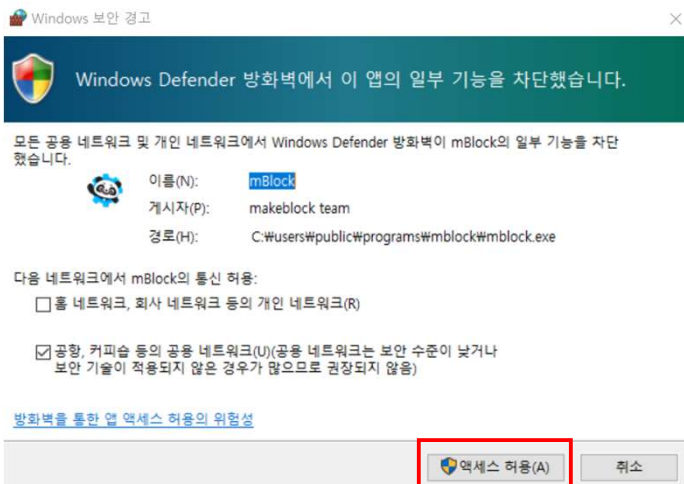 Windows 보안 경고
Windows Defender 방화벽에서 이 앱의 일부 기능을 차단했습니다.
모든 공용 네트워크 및 개인 네트워크에서 Windows Defender 방화벽이 mBlock의 일부 기능을 차단
했습니다.
이름(N): mBlock
게시자(P): makeblock team
경로(H): C:₩users₩public₩programs₩mblock₩mblock.exe
다음 네트워크에서 mBlock의 통신 허용:
홈 네트워크, 회사 네트워크 등의 개인 네트워크(R)
공항, 커피숍 등의 공용 네트워크(U)(공용 네트워크는 보안 수준이 낮거나
보안 기술이 적용되지 않은 경우가 많으므로 권장되지 않음)
방화벽을 통한 앱 액세스 허용의 위험성
액세스 허용(A) 취소